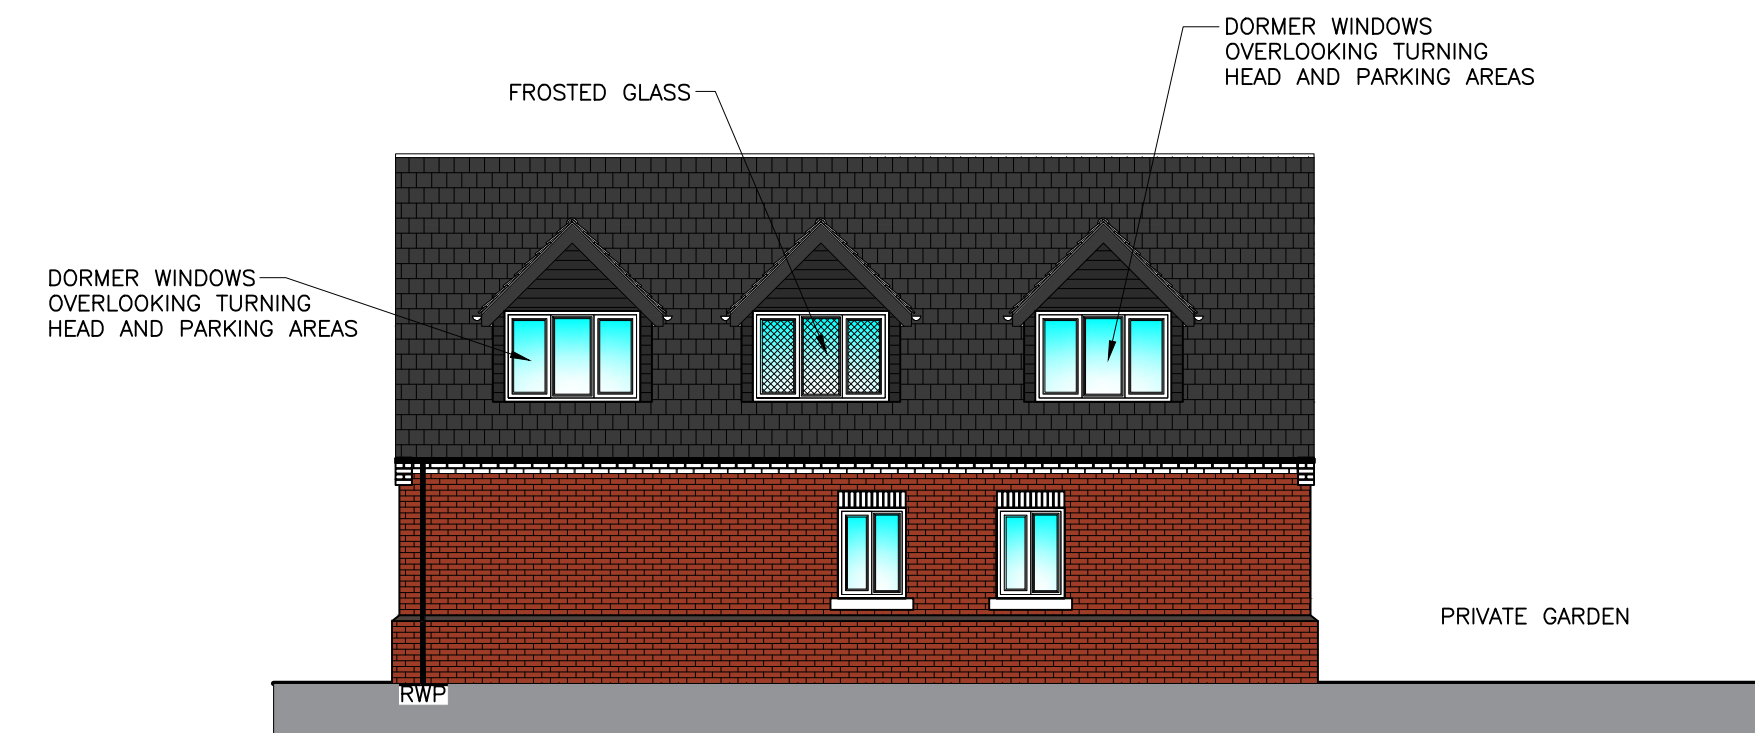 DORMER WINDOWS
OVERLOOKING TURNING
HEAD AND PARKING AREAS
FROSTED GLASS
DORMER WINDOWS
OVERLOOKING TURNING
HEAD AND PARKING AREAS
PRIVATE GARDEN
RWP